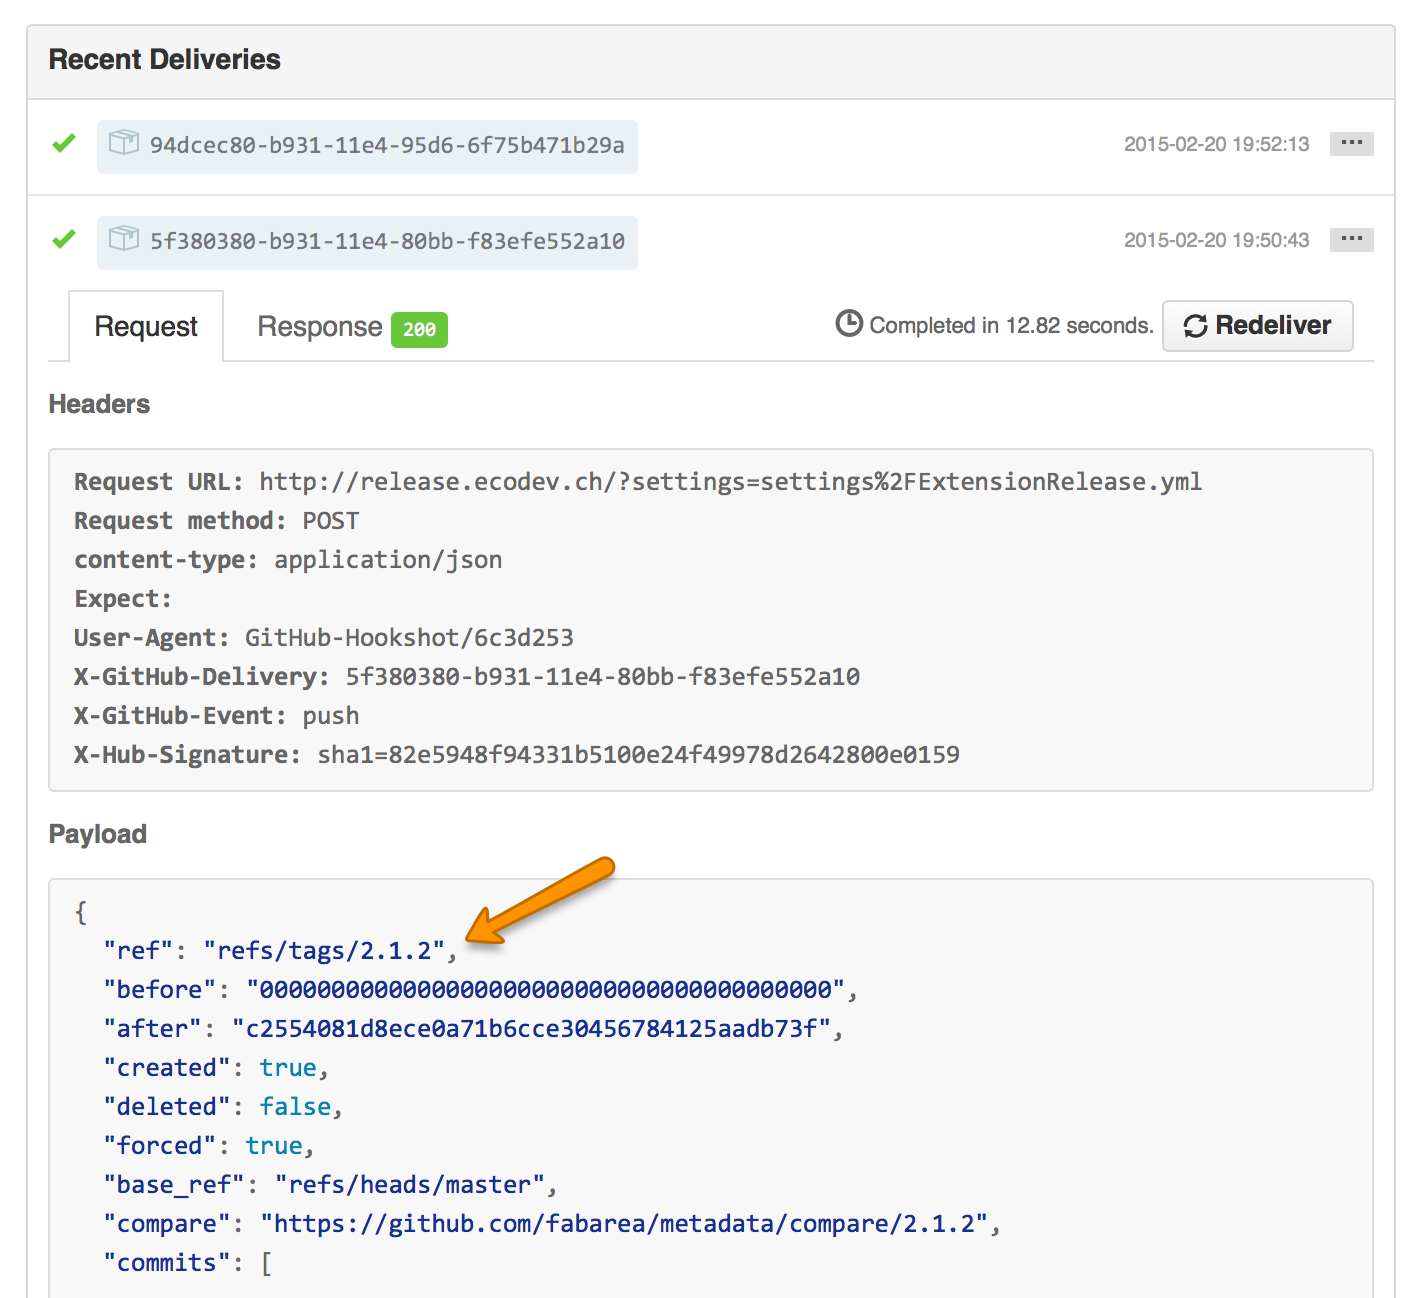 Recent Deliveries
94dcec80-b931-11e4-95d6-6f75b471b29a 2015-02-20 19:52:13 ...
5f380380-b931-11e4-80bb-f83efe552a10 2015-02-20 19:50:43 ...
Request Response 200 Completed in 12.82 seconds. Redeliver
Headers
Request URL: http://release.ecodev.ch/?settings=settings%2FExtensionRelease.yml
Request method: POST
content-type: application/json
Expect:
User-Agent: GitHub-Hookshot/6c3d253
X-GitHub-Delivery: 5f380380-b931-11e4-80bb-f83efe552a10
X-GitHub-Event: push
X-Hub-Signature: sha1=82e5948f94331b5100e24f49978d2642800e0159
Payload
{
"ref": "refs/tags/2.1.2",
"before": "0000000000000000000000000000000000000000",
"after": "c2554081d8ece0a71b6cce30456784125aadb73f",
"created": true,
"deleted": false,
"forced": true,
"base_ref": "refs/heads/master",
"compare": "https://github.com/fabarea/metadata/compare/2.1.2",
"commits": [